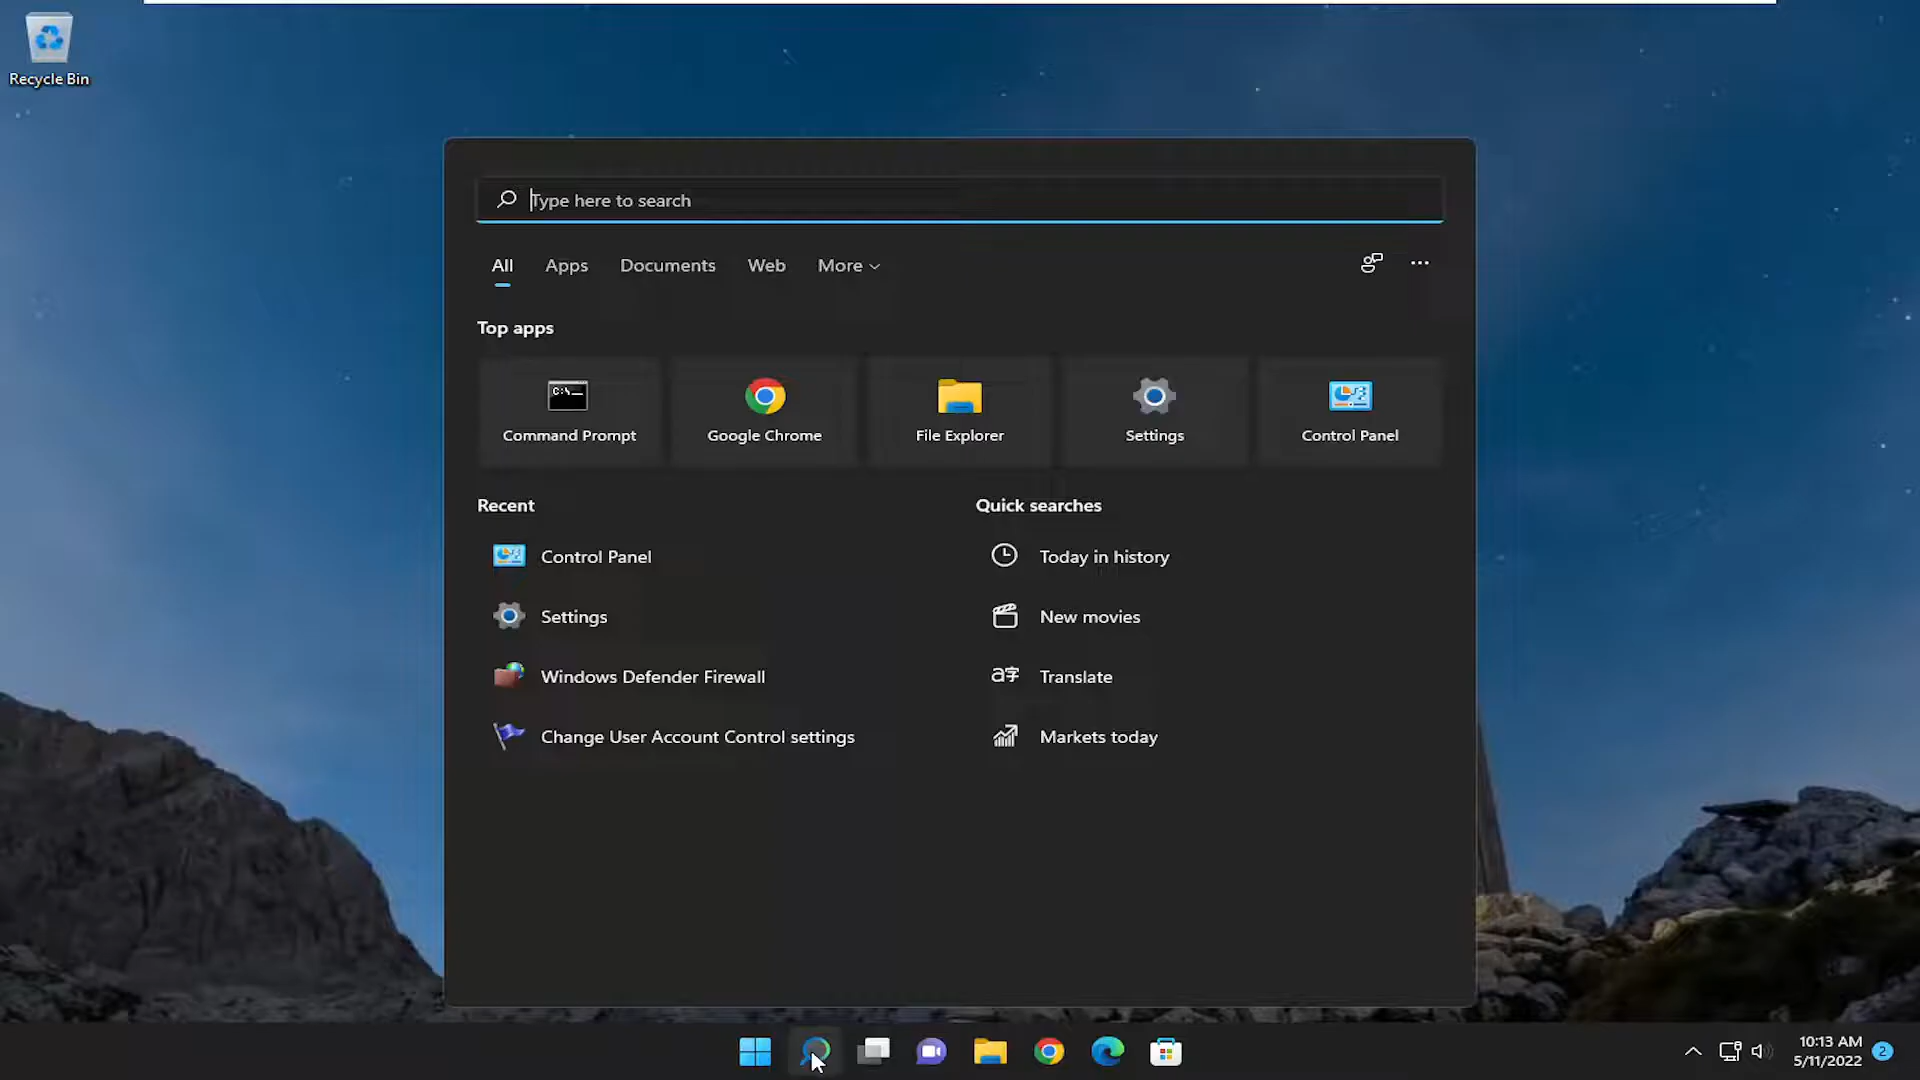 Recycle Bin
Type here to search
All Apps Documents Web More
Top apps
C:\
Command Prompt Google Chrome File Explorer Settings Control Panel
Recent Quick searches
Control Panel Today in history
Settings New movies
Windows Defender Firewall a字 Translate
Change User Account Control settings Markets today
10:13 AM
5/11/2022 2